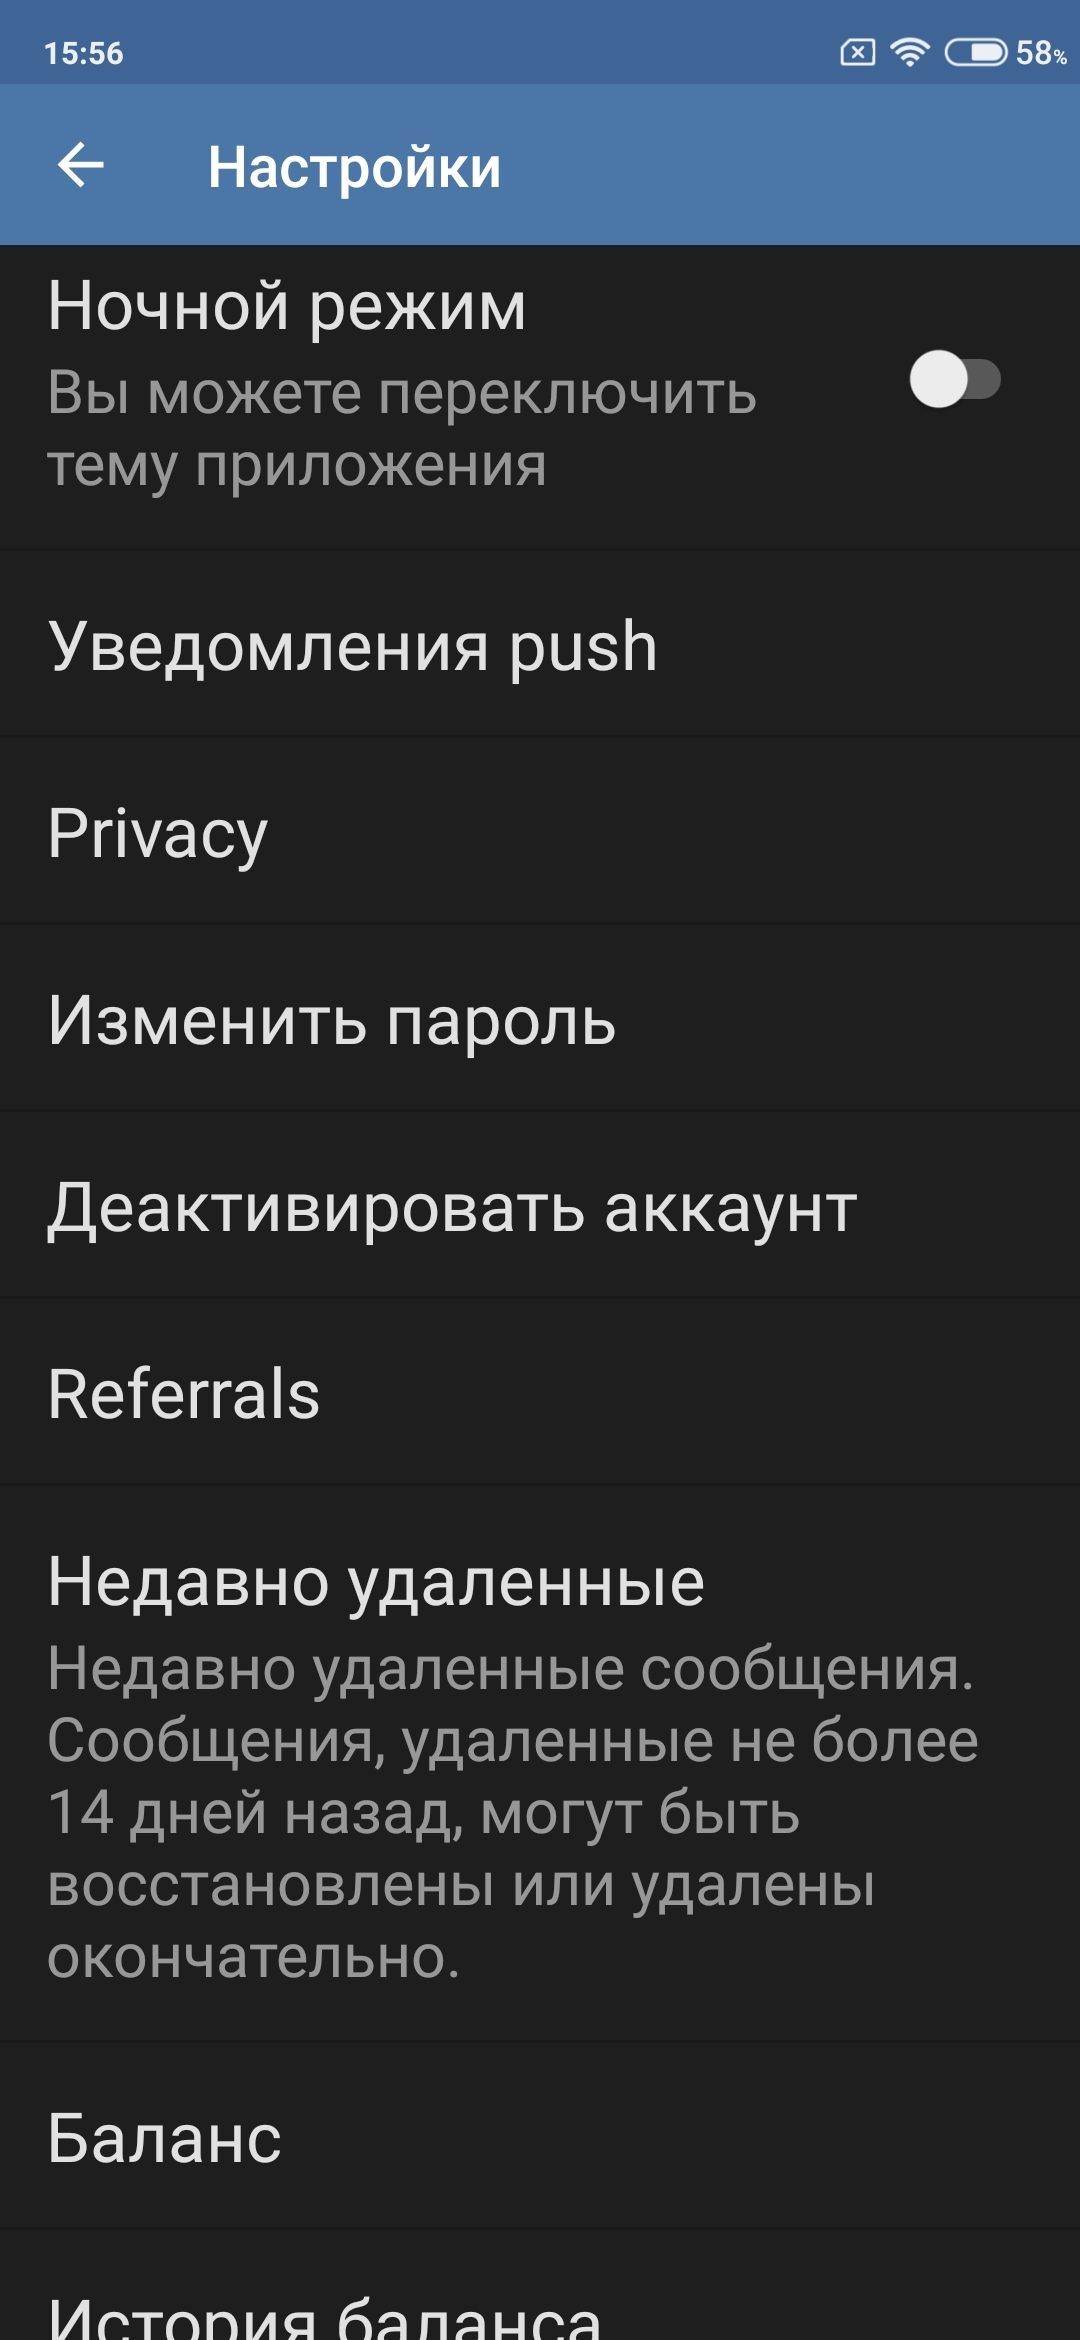 15:56
58%
Настройки
Ночной режим
Вы можете переключить
тему приложения
Уведомления push
Privacy
Изменить пароль
Деактивировать аккаунт
Referrals
Недавно удаленные
Недавно удаленные сообщения.
Сообщения, удаленные не более
14 дней назад, могут быть
восстановлены или удалены
окончательно.
Баланс
История баланса